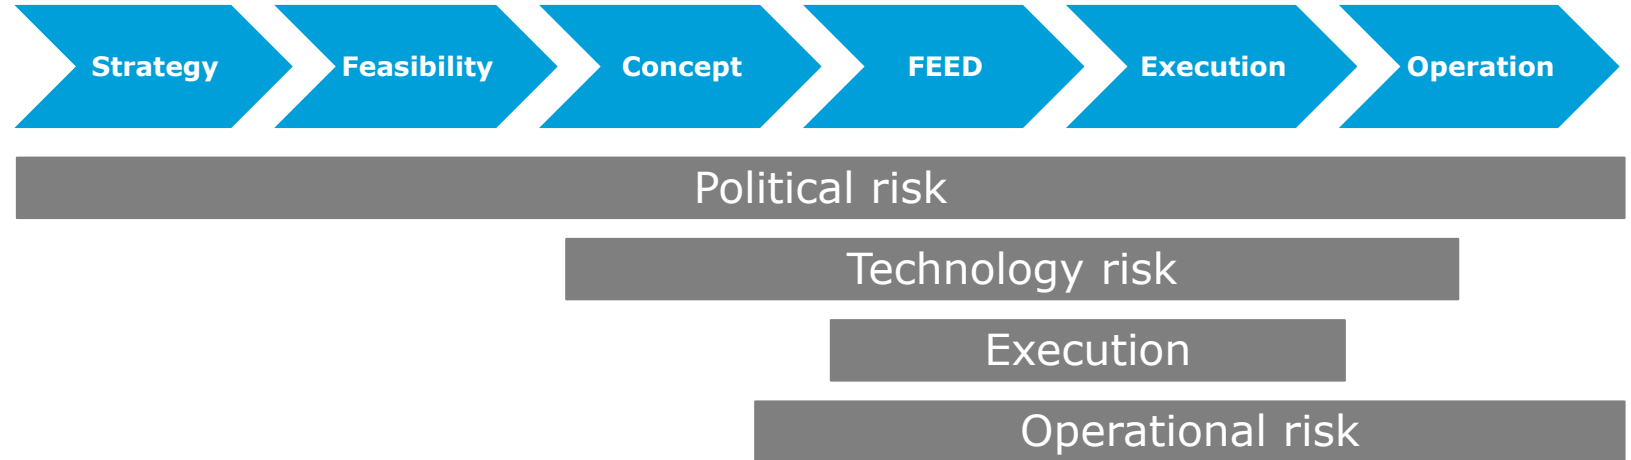 Strategy Feasibility Concept FEED Execution Operation
Political risk
Technology risk
Execution
Operational risk